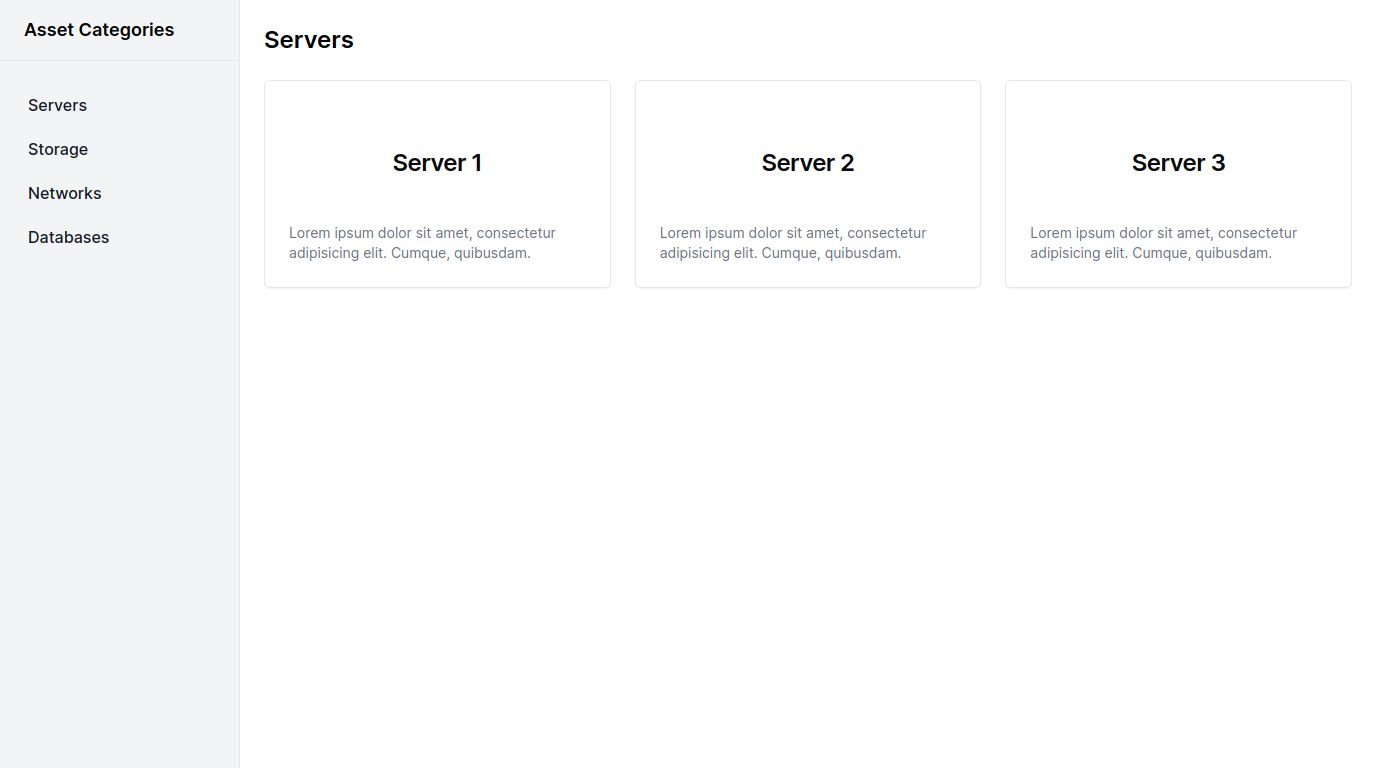 Asset Categories
Servers
Storage
Networks
Databases
Servers
Server 1
Lorem ipsum dolor sit amet, consectetur
adipisicing elit. Cumque, quibusdam.
Server 2
Lorem ipsum dolor sit amet, consectetur
adipisicing elit. Cumque, quibusdam.
Server 3
Lorem ipsum dolor sit amet, consectetur
adipisicing elit. Cumque, quibusdam.